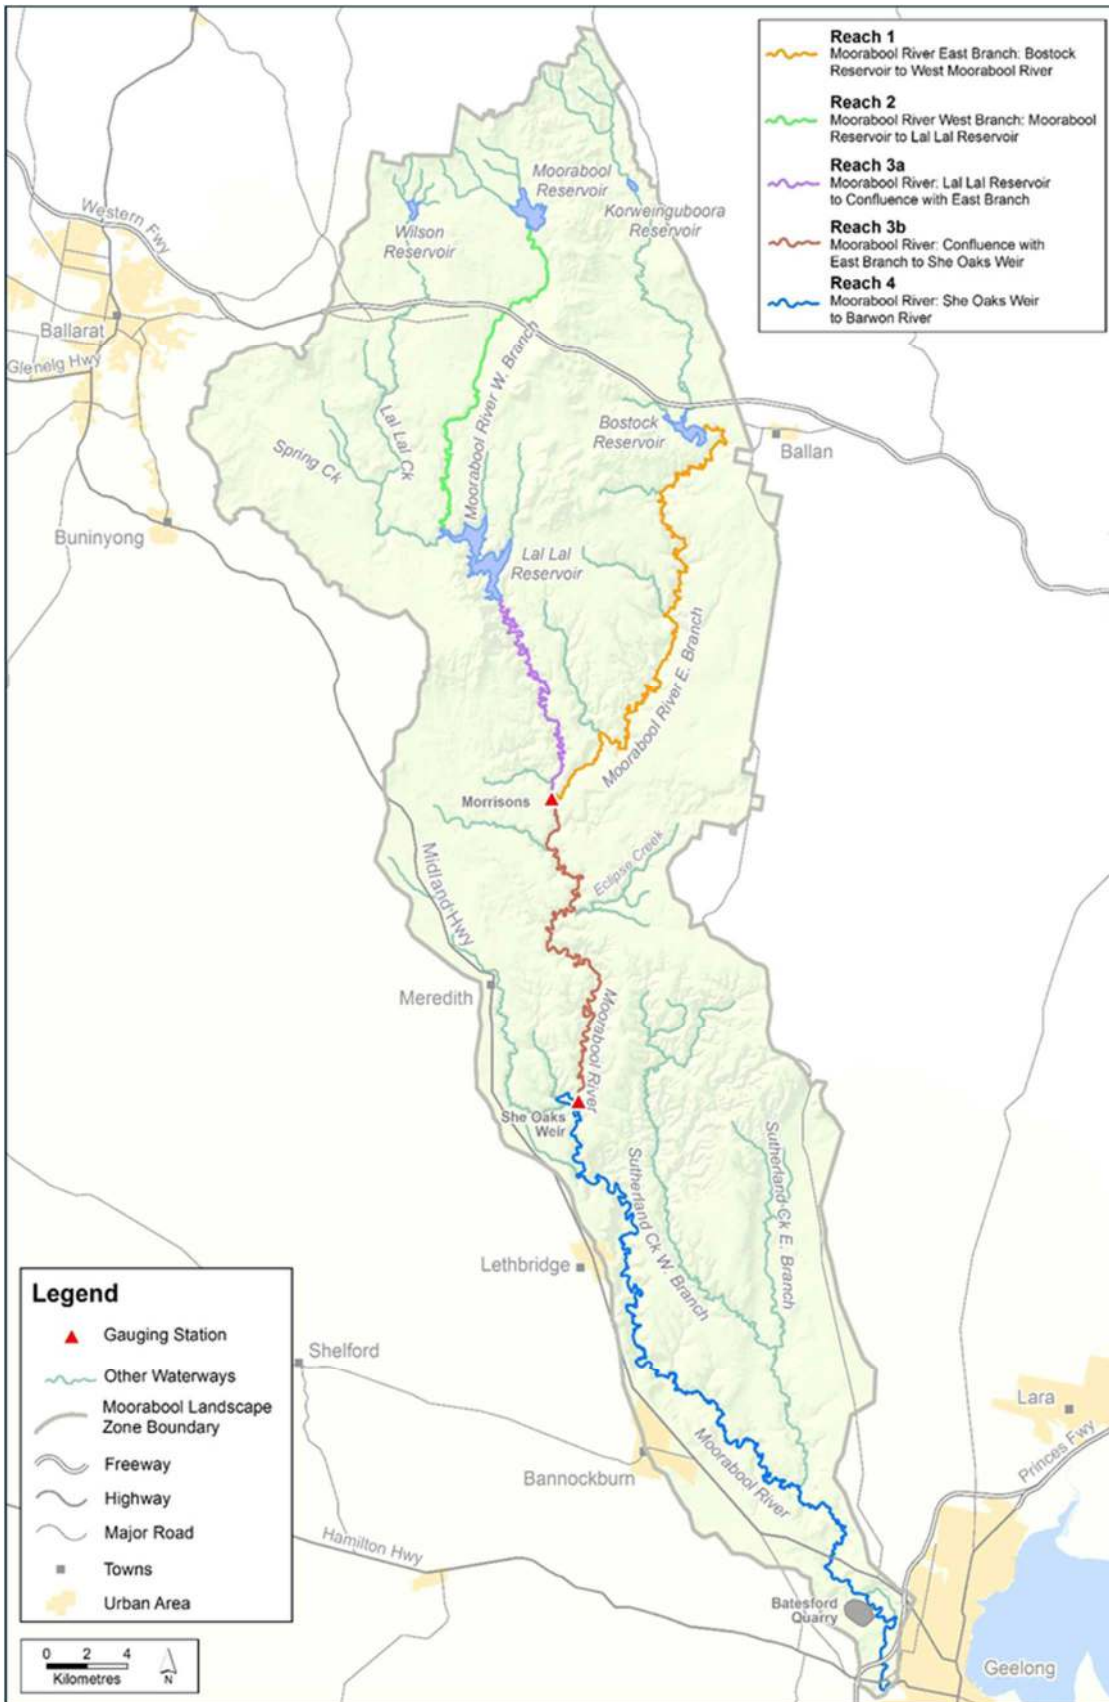 Reach 1
Moorabool River East Branch: Bostock
Reservoir to West Moorabool River
Reach 2
Moorabool River West Branch: Moorabool
Reservoir to Lal Lal Reservoir
Reach 3a
Moorabool River: Lal Lal Reservoir
to Confluence with East Branch
Reach 3b
Moorabool River: Confluence with
East Branch to She Oaks Weir
Reach 4
Moorabool River: She Oaks Weir
to Barwon River
Moorabool
Reservoir
Korweinguboora
Reservoir
Wilson
Reservoir
Western Fwy
Ballarat
Glenelg Hwy
Moorabool River W. Branch
Lal Lal Ck
Spring Ck
Bostock
Reservoir
Ballan
Buninyong
Lal Lal
Reservoir
Moorabool River E. Branch
Morrisons
Eclipse Creek
Midland Hwy
Meredith
Moorabool River
She Oaks
Weir
Sutherland Ck W. Branch
Sutherland Ck E. Branch
Lethbridge
Shelford
Lara
Princes Fwy
Bannockburn
Moorabool River
Hamilton Hwy
Batesford
Quarry
Geelong
Legend
Gauging Station
Other Waterways
Moorabool Landscape
Zone Boundary
Freeway
Highway
Major Road
Towns
Urban Area
0 2 4
Kilometres
N